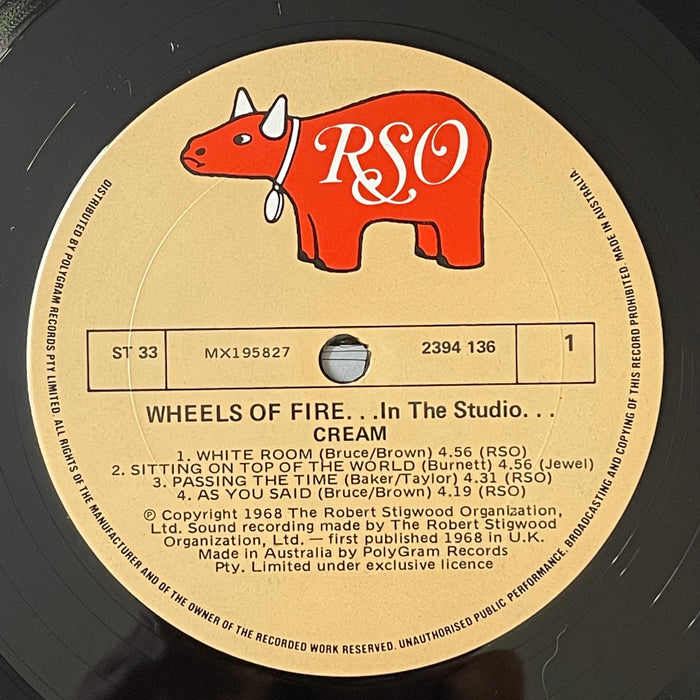 RSO
ST 33
MX195827
2394 136
1
WHEELS OF FIRE...In The Studio...
CREAM
1. WHITE ROOM (Bruce/Brown) 4.56 (RSO)
2. SITTING ON TOP OF THE WORLD (Burnett) 4.56 (Jewel)
3. PASSING THE TIME (Baker/Taylor) 4.31 (RSO)
4. AS YOU SAID (Bruce/Brown) 4.19 (RSO)
℗ Copyright 1968 The Robert Stigwood Organization,
Ltd. Sound recording made by The Robert Stigwood
Organization, Ltd. — first published 1968 in U.K.
Made in Australia by PolyGram Records
Pty. Limited under exclusive licence
DISTRIBUTED BY POLYGRAM RECORDS PTY LIMITED. ALL RIGHTS OF THE MANUFACTURER AND OF THE OWNER OF THE RECORDED WORK RESERVED. UNAUTHORISED PUBLIC PERFORMANCE. BROADCASTING AND COPYING OF THIS RECORD PROHIBITED. MADE IN AUSTRALIA